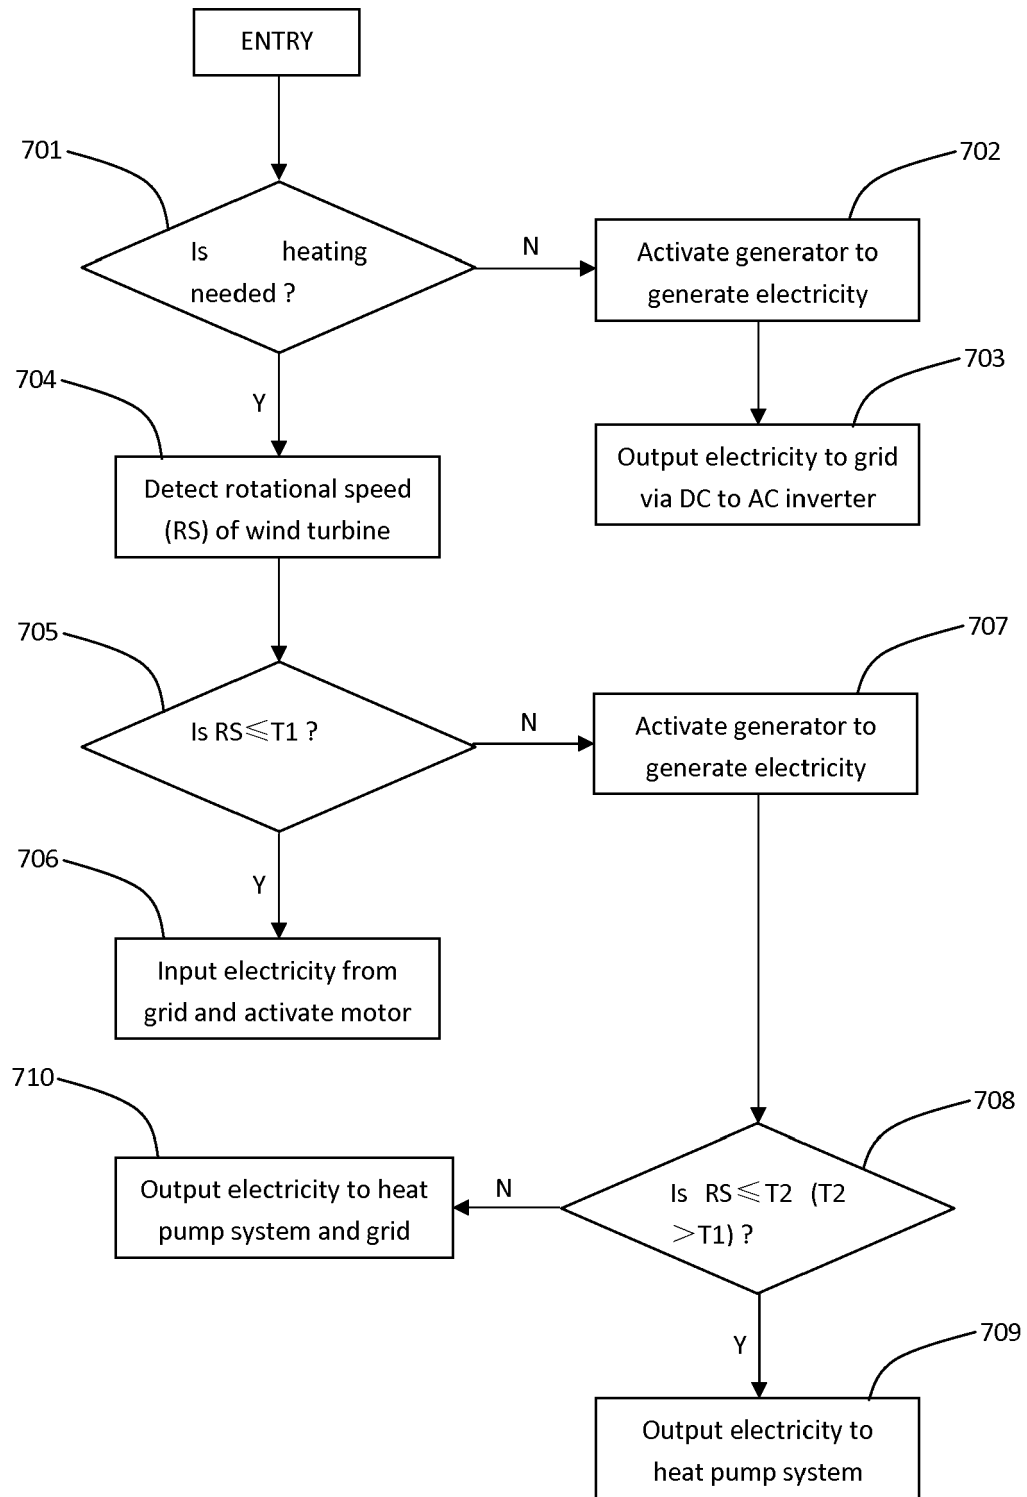 ENTRY
701
702
Is heating
needed ?
N
Activate generator to
generate electricity
703
704
Y
Output electricity to grid
via DC to AC inverter
Detect rotational speed
(RS) of wind turbine
705
707
Is RS≤T1 ?
N
Activate generator to
generate electricity
706
Y
Input electricity from
grid and activate motor
710
708
Output electricity to heat
pump system and grid
N
Is RS≤T2 (T2
>T1) ?
709
Y
Output electricity to
heat pump system